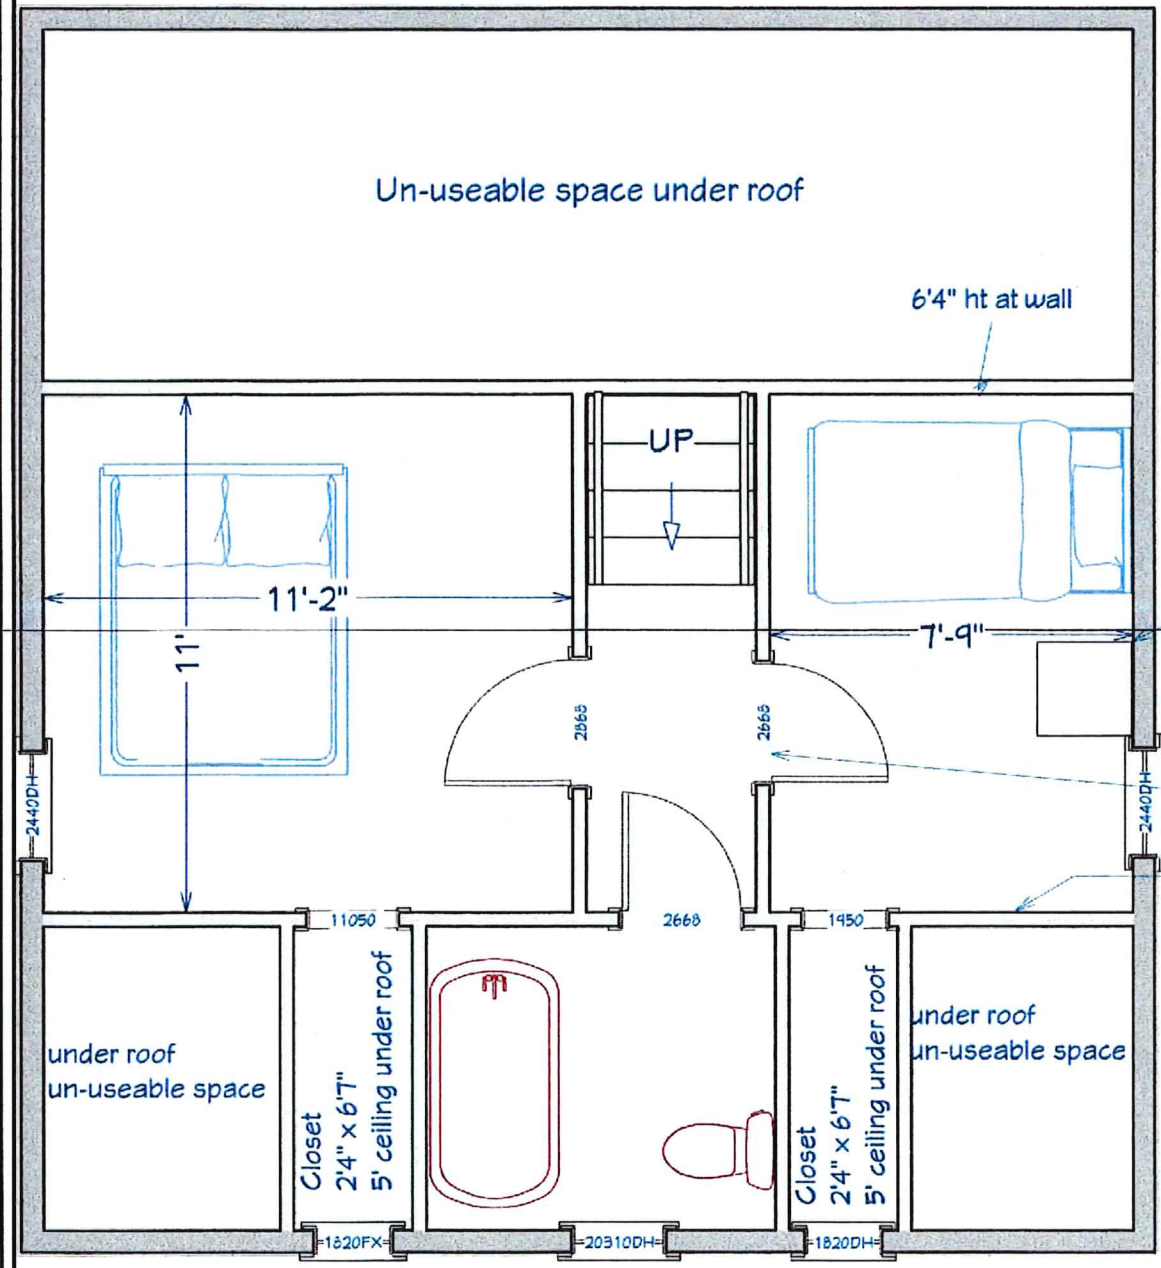 Un-useable space under roof
6'4" ht at wall
UP
11'-2"
11'
7'-9"
2868
2668
2440DH
2440DH
11050
2668
1950
under roof
un-useable space
Closet
2'4" x 6'7"
5' ceiling under roof
Closet
2'4" x 6'7"
5' ceiling under roof
under roof
un-useable space
1820FX
20310DH
1820DH